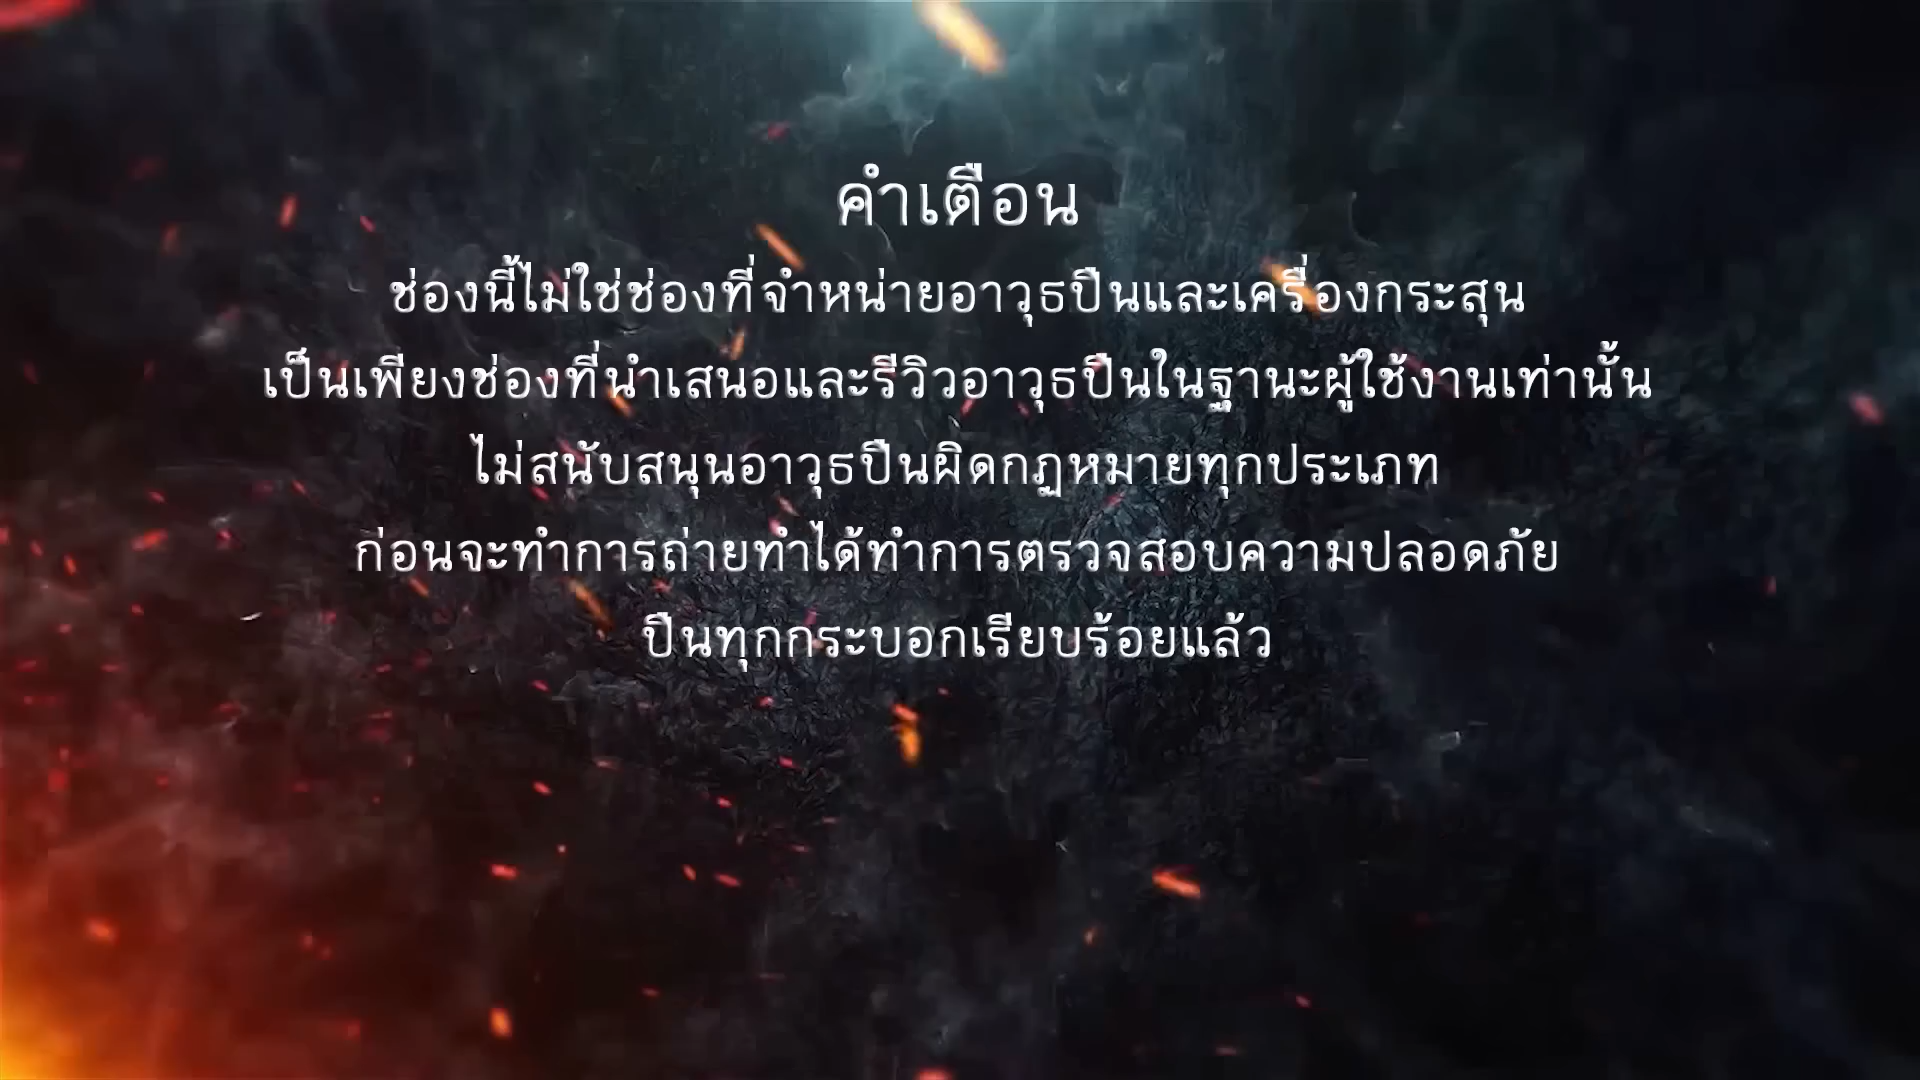 คำเตือน
ช่องนี้ไม่ใช่ช่องที่จำหน่ายอาวุธปืนและเครื่องกระสุน
เป็นเพียงช่องที่นำเสนอและรีวิวอาวุธปืนในฐานะผู้ใช้งานเท่านั้น
ไม่สนับสนุนอาวุธปืนผิดกฏหมายทุกประเภท
ก่อนจะทำการถ่ายทำได้ทำการตรวจสอบความปลอดภัย
ปืนทุกกระบอกเรียบร้อยแล้ว